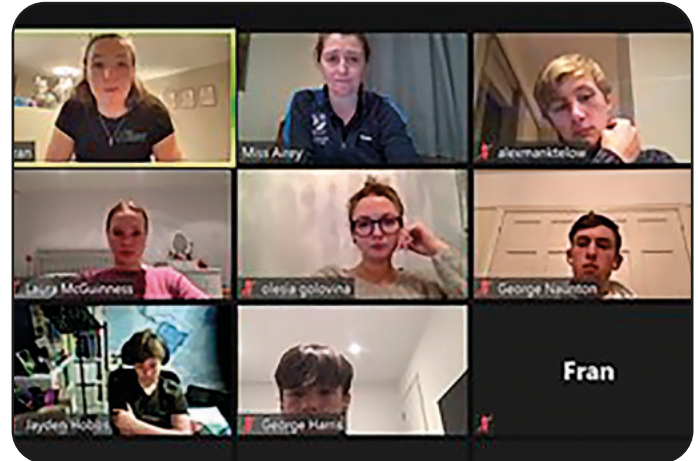 ran
Miss Airey
alexmanktelow
Laura McGuinness
olesia golovina
George Naunton
Jayden Hobbs
George Harris
Fran